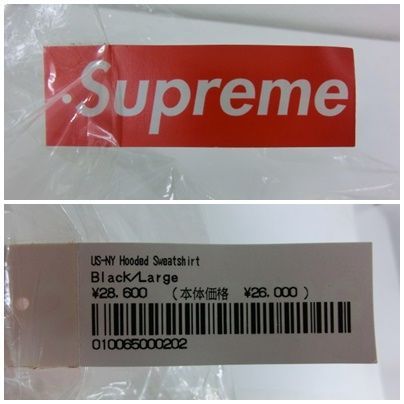 Supreme
US-NY Hooded Sweatshirt
Black/Large
¥28,600 (本体価格 ¥26,000 )
010065000202